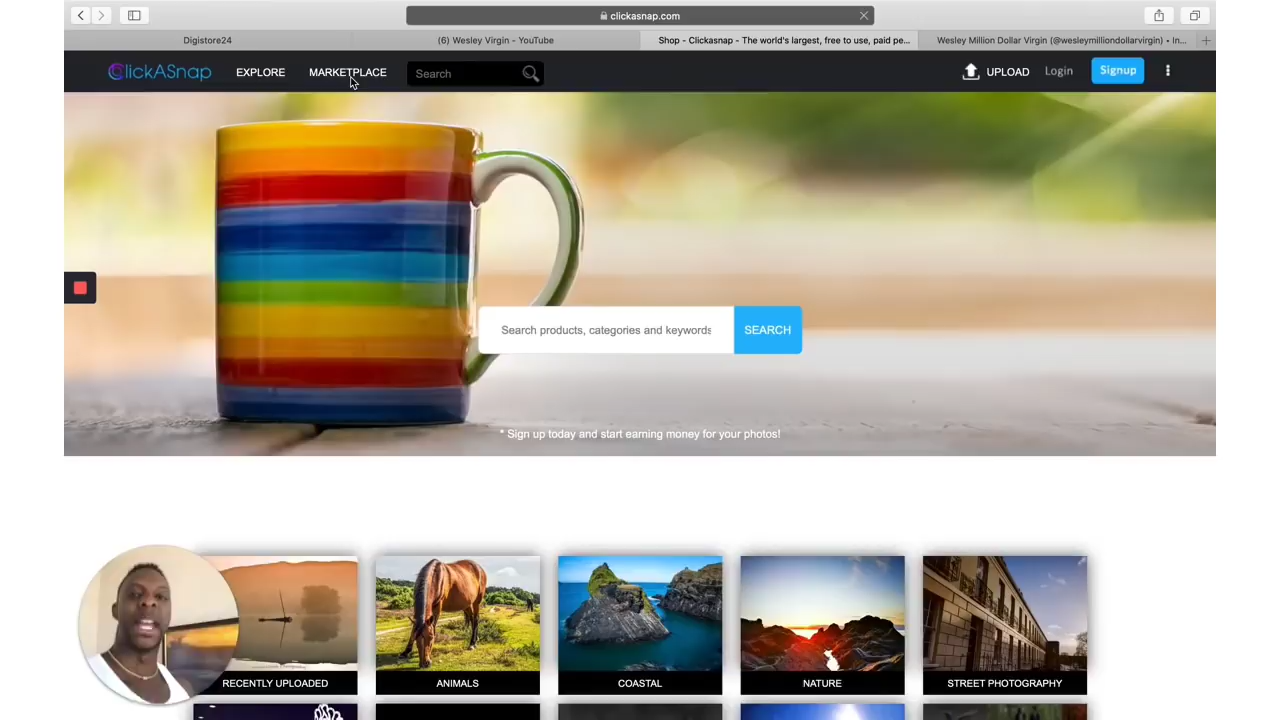 clickasnap.com
Digistore24
(6) Wesley Virgin - YouTube
Shop - Clickasnap - The world's largest, free to use, paid pe...
Wesley Million Dollar Virgin (@wesleymilliondollarvirgin) • In...
ClickASnap
EXPLORE
MARKETPLACE
Search
UPLOAD
Login
Signup
Search products, categories and keywords
SEARCH
* Sign up today and start earning money for your photos!
RECENTLY UPLOADED
ANIMALS
COASTAL
NATURE
STREET PHOTOGRAPHY